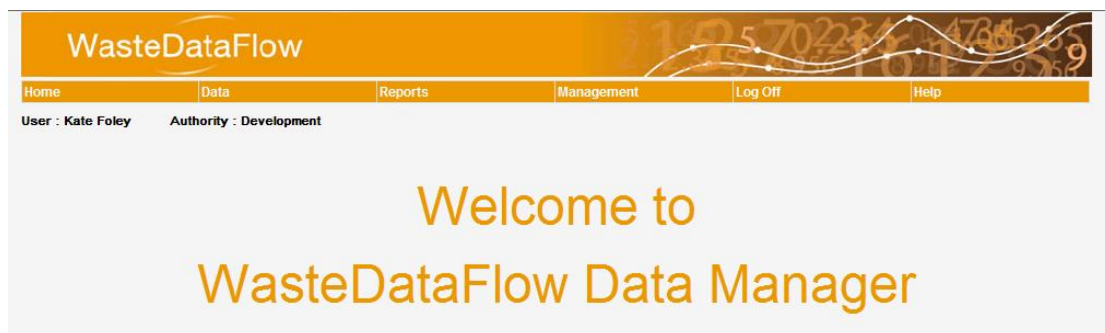 WasteDataFlow
Home Data Reports Management Log Off Help
User : Kate Foley Authority : Development
Welcome to
WasteDataFlow Data Manager